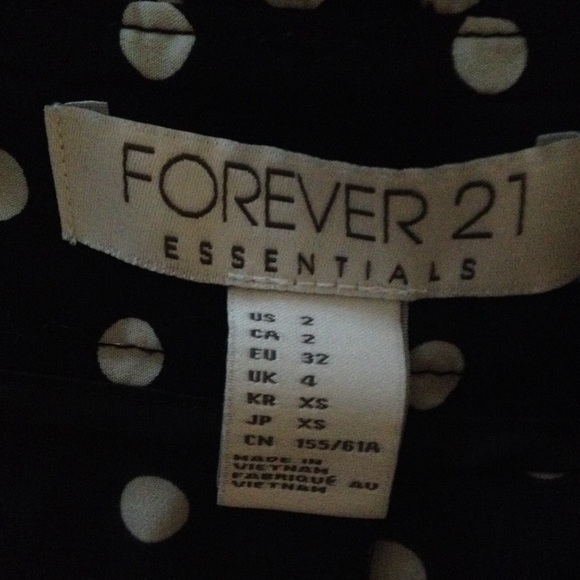 FOREVER 21
ESSENTIALS
US 2
CA 2
EU 32
UK 4
KR XS
JP XS
CN 155/61A
MADE IN
VIETNAM
FABRIQUÉ AU
VIETNAM